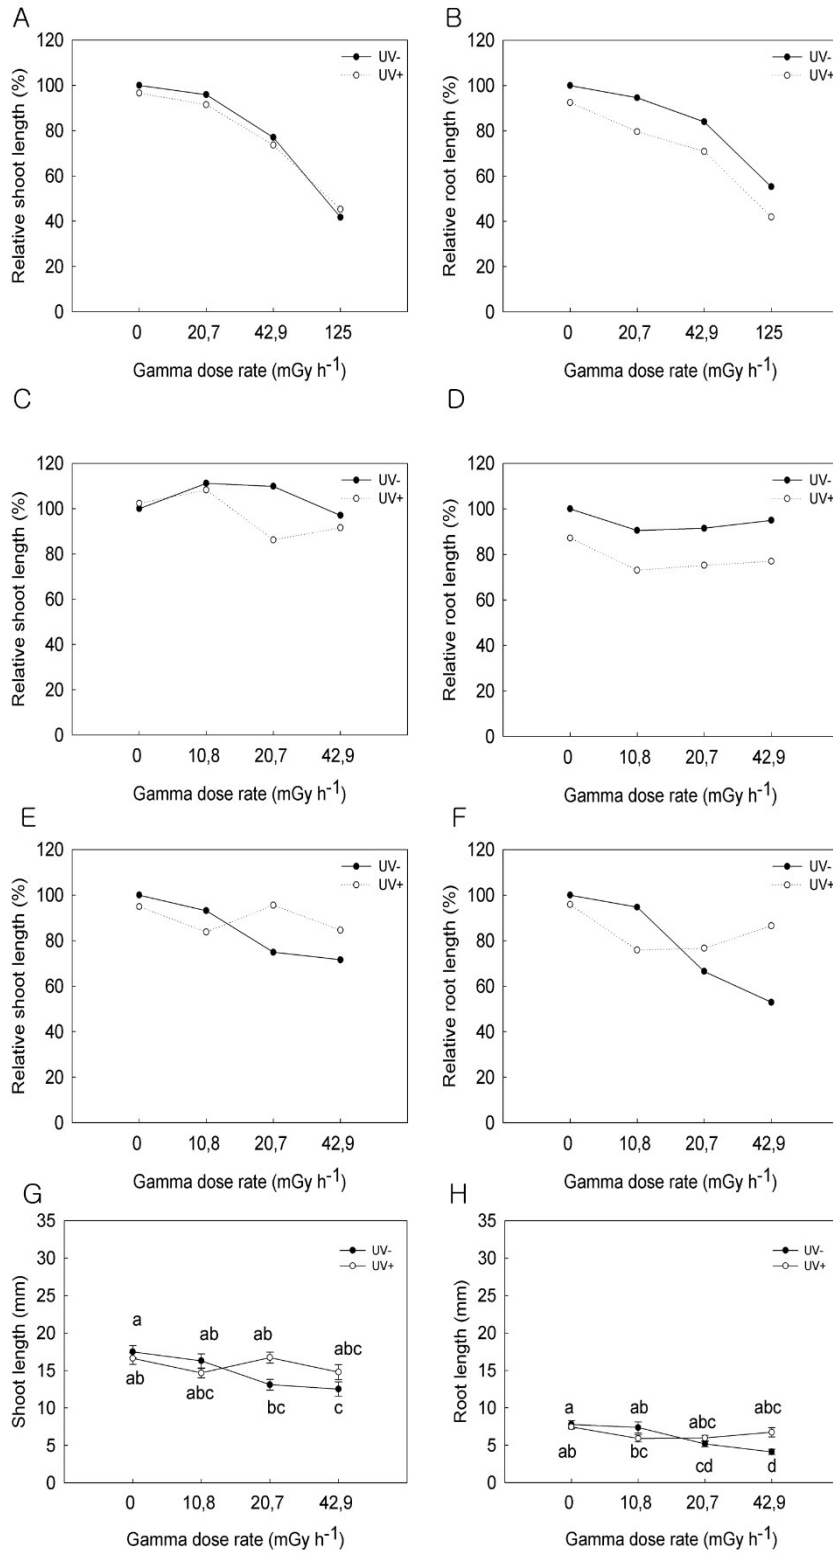 A
120
100
80
60
40
20
0
Relative shoot length (%)
UV-
UV+
0 20,7 42,9 125
Gamma dose rate (mGy h-1)
B
120
100
80
60
40
20
0
Relative root length (%)
UV-
UV+
0 20,7 42,9 125
Gamma dose rate (mGy h-1)
C
120
100
80
60
40
20
0
Relative shoot length (%)
UV-
UV+
0 10,8 20,7 42,9
Gamma dose rate (mGy h-1)
D
120
100
80
60
40
20
0
Relative root length (%)
UV-
UV+
0 10,8 20,7 42,9
Gamma dose rate (mGy h-1)
E
120
100
80
60
40
20
0
Relative shoot length (%)
UV-
UV+
0 10,8 20,7 42,9
Gamma dose rate (mGy h-1)
F
120
100
80
60
40
20
0
Relative root length (%)
UV-
UV+
0 10,8 20,7 42,9
Gamma dose rate (mGy h-1)
G
35
30
25
20
15
10
5
0
Shoot length (mm)
UV-
UV+
a ab ab abc
ab abc bc c
0 10,8 20,7 42,9
Gamma dose rate (mGy h-1)
H
35
30
25
20
15
10
5
0
Root length (mm)
UV-
UV+
a ab abc abc
ab bc cd d
0 10,8 20,7 42,9
Gamma dose rate (mGy h-1)